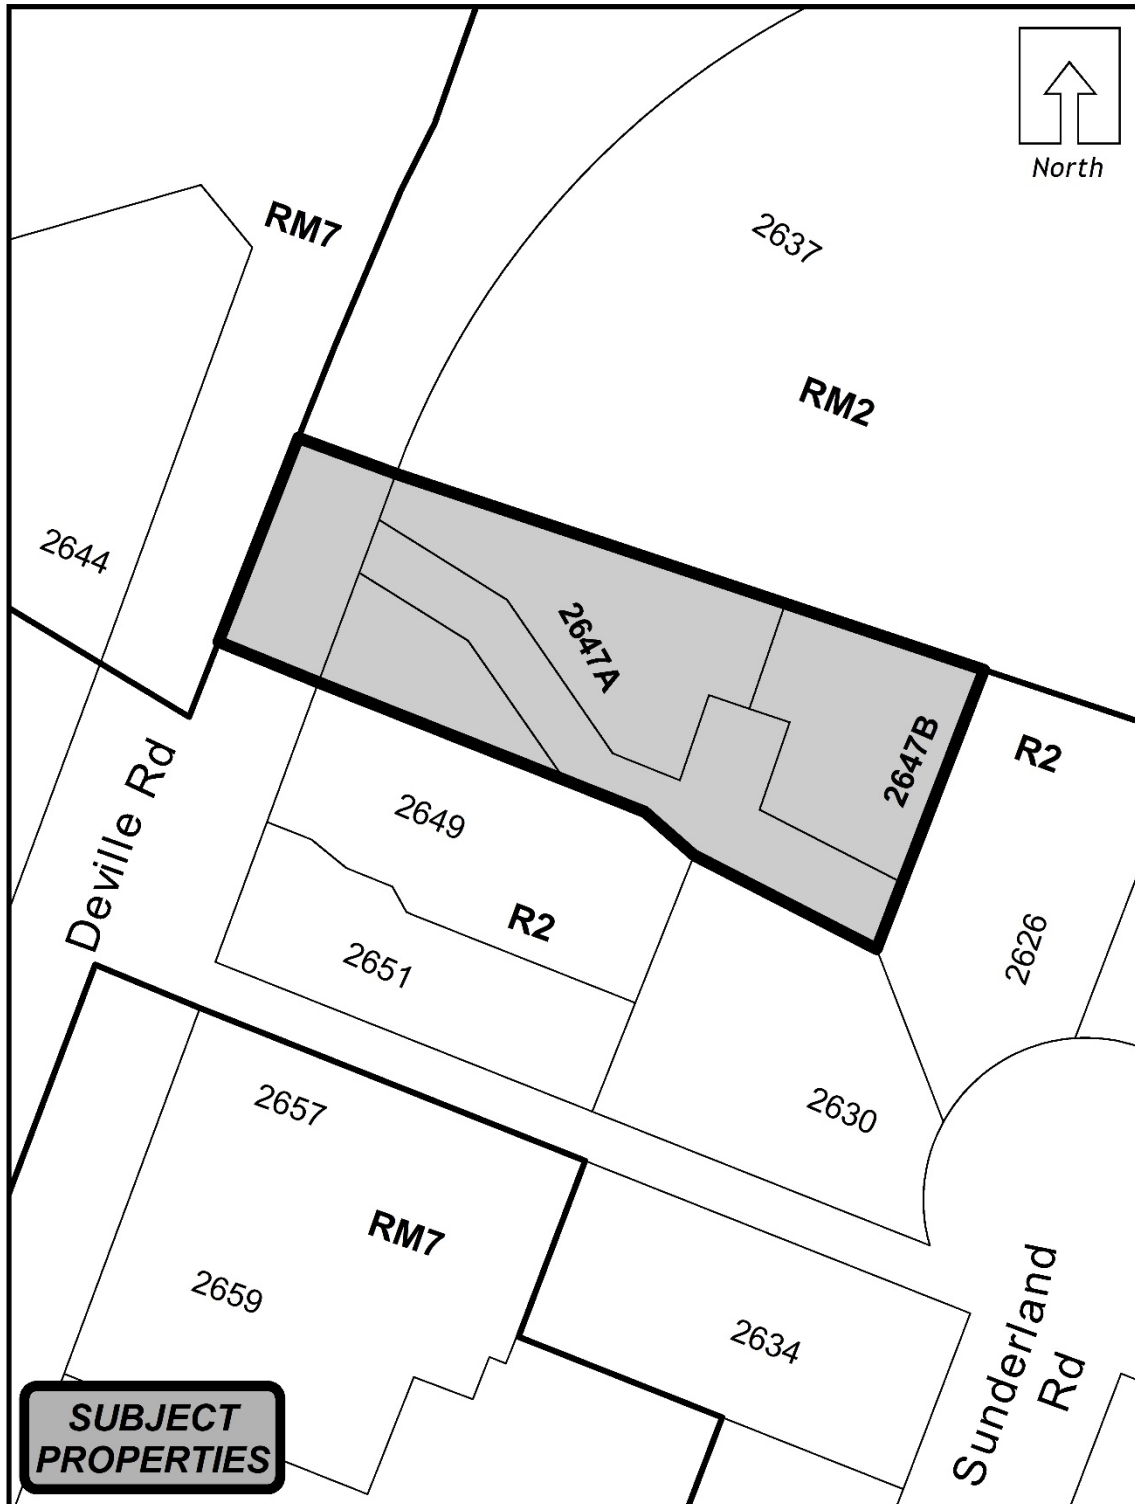 North
RM7
2637
RM2
2644
2647A
2647B
R2
2649
Deville Rd
R2
2651
2626
2657
2630
RM7
2659
2634
Sunderland
Rd
SUBJECT
PROPERTIES